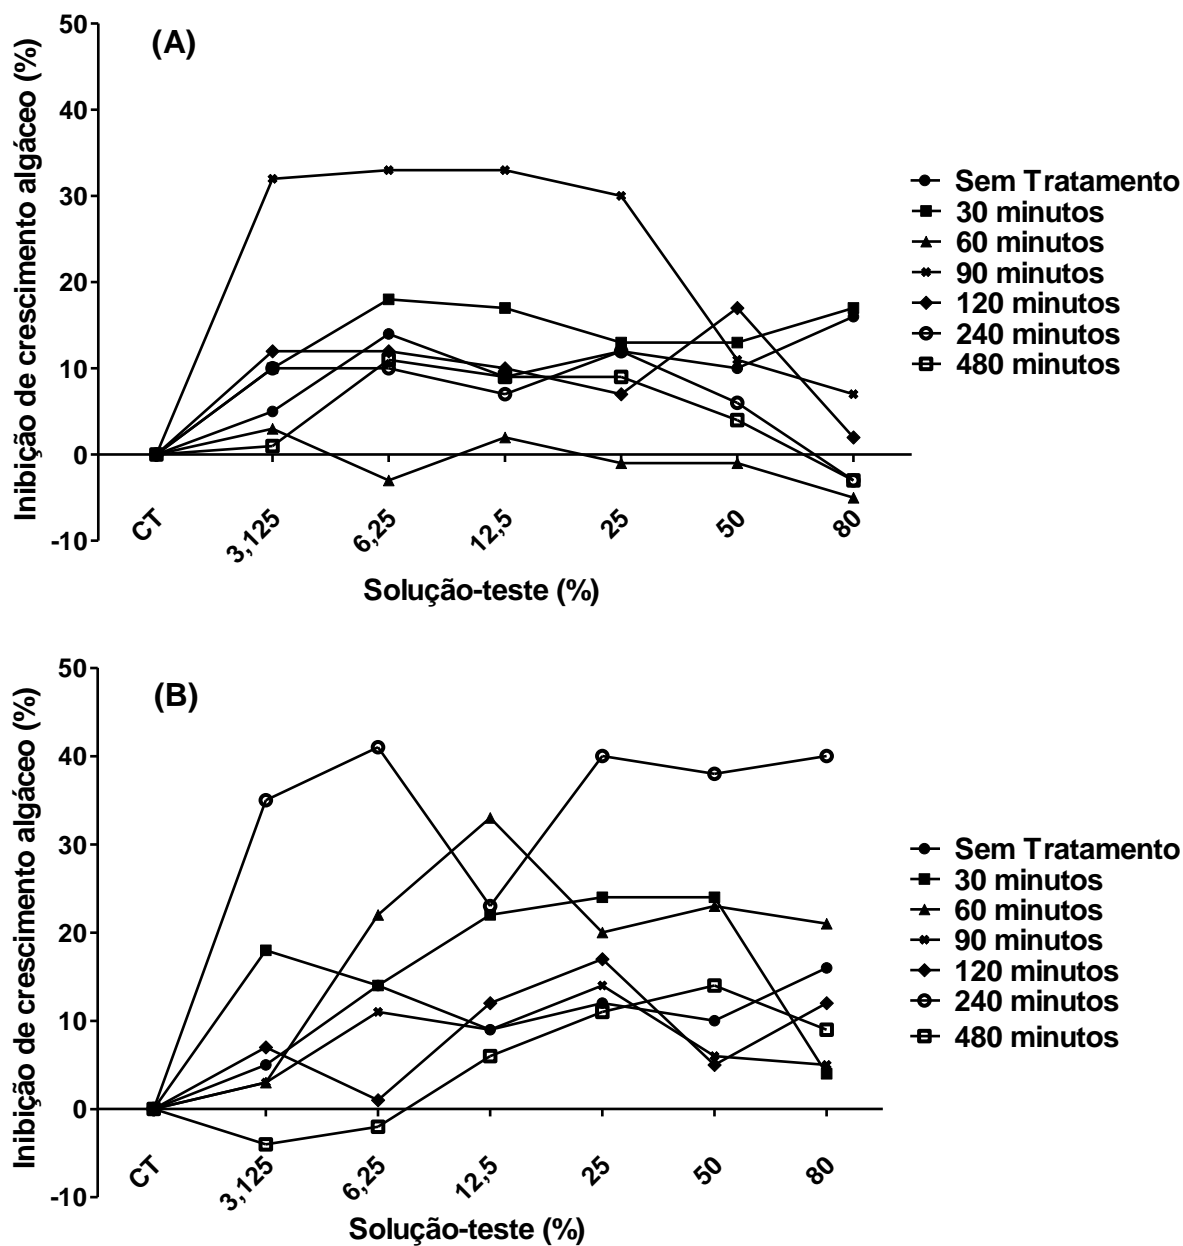 (A)
Inibição de crescimento algáceo (%)
50
40
30
20
10
0
-10
CT
3,125
6,25
12,5
25
50
80
Solução-teste (%)
Sem Tratamento
30 minutos
60 minutos
90 minutos
120 minutos
240 minutos
480 minutos
(B)
Inibição de crescimento algáceo (%)
50
40
30
20
10
0
-10
CT
3,125
6,25
12,5
25
50
80
Solução-teste (%)
Sem Tratamento
30 minutos
60 minutos
90 minutos
120 minutos
240 minutos
480 minutos